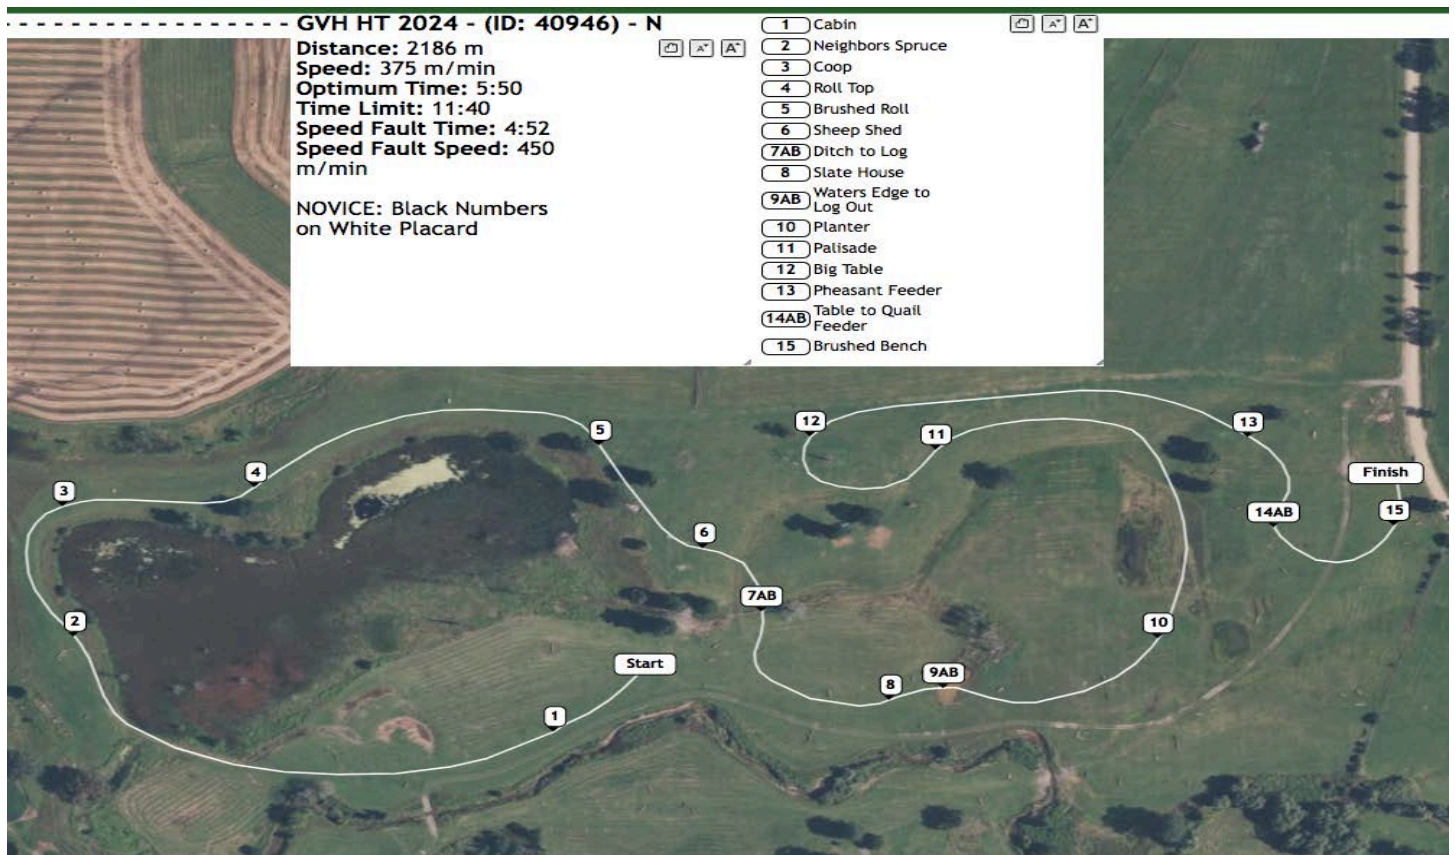 GVH HT 2024 - (ID: 40946) - N
Distance: 2186 m
Speed: 375 m/min
Optimum Time: 5:50
Time Limit: 11:40
Speed Fault Time: 4:52
Speed Fault Speed: 450
m/min
NOVICE: Black Numbers
on White Placard
A
A
A
A
1 Cabin
2 Neighbors Spruce
3 Coop
4 Roll Top
5 Brushed Roll
6 Sheep Shed
7AB Ditch to Log
8 Slate House
9AB Waters Edge to
Log Out
10 Planter
11 Palisade
12 Big Table
13 Pheasant Feeder
14AB Table to Quail
Feeder
15 Brushed Bench
12
13
5
11
4
Finish
3
14AB
15
6
7AB
2
10
Start
9AB
8
1